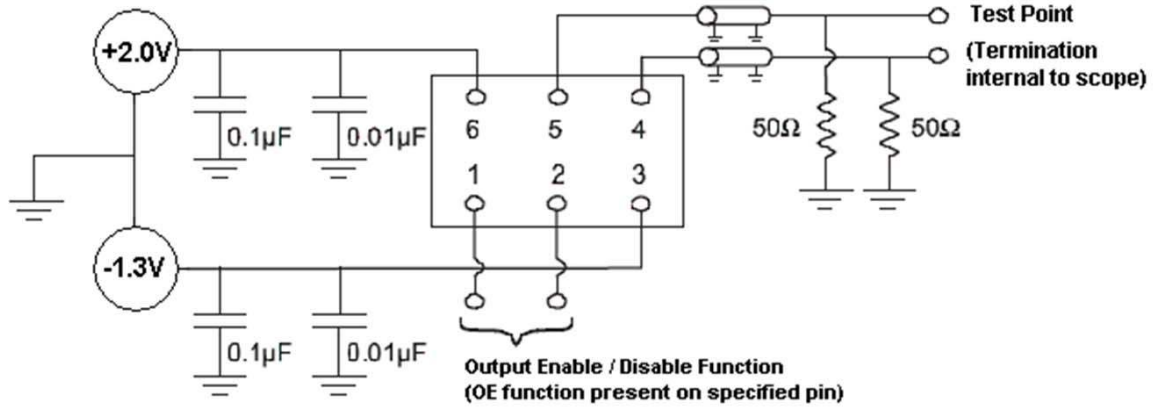 +2.0V
Test Point
(Termination
internal to scope)
0.1µF
0.01µF
6 5 4
50Ω
50Ω
1 2 3
-1.3V
0.1µF
0.01µF
Output Enable / Disable Function
(OE function present on specified pin)